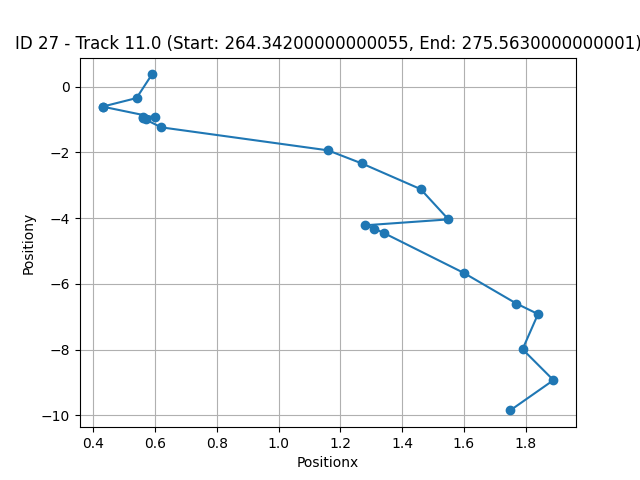 ID 27 - Track 11.0 (Start: 264.34200000000055, End: 275.5630000000001)
0
−2
−4
−6
−8
−10
Positiony
0.4 0.6 0.8 1.0 1.2 1.4 1.6 1.8
Positionx